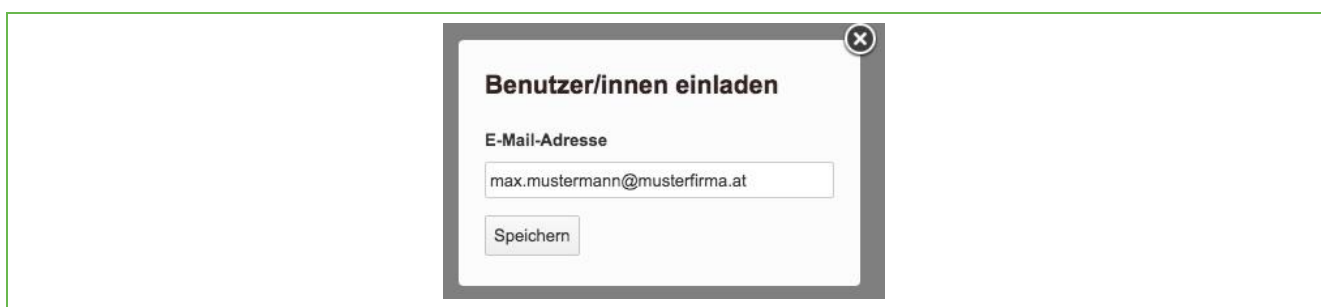 Benutzer/innen einladen
E-Mail-Adresse
max.mustermann@musterfirma.at
Speichern